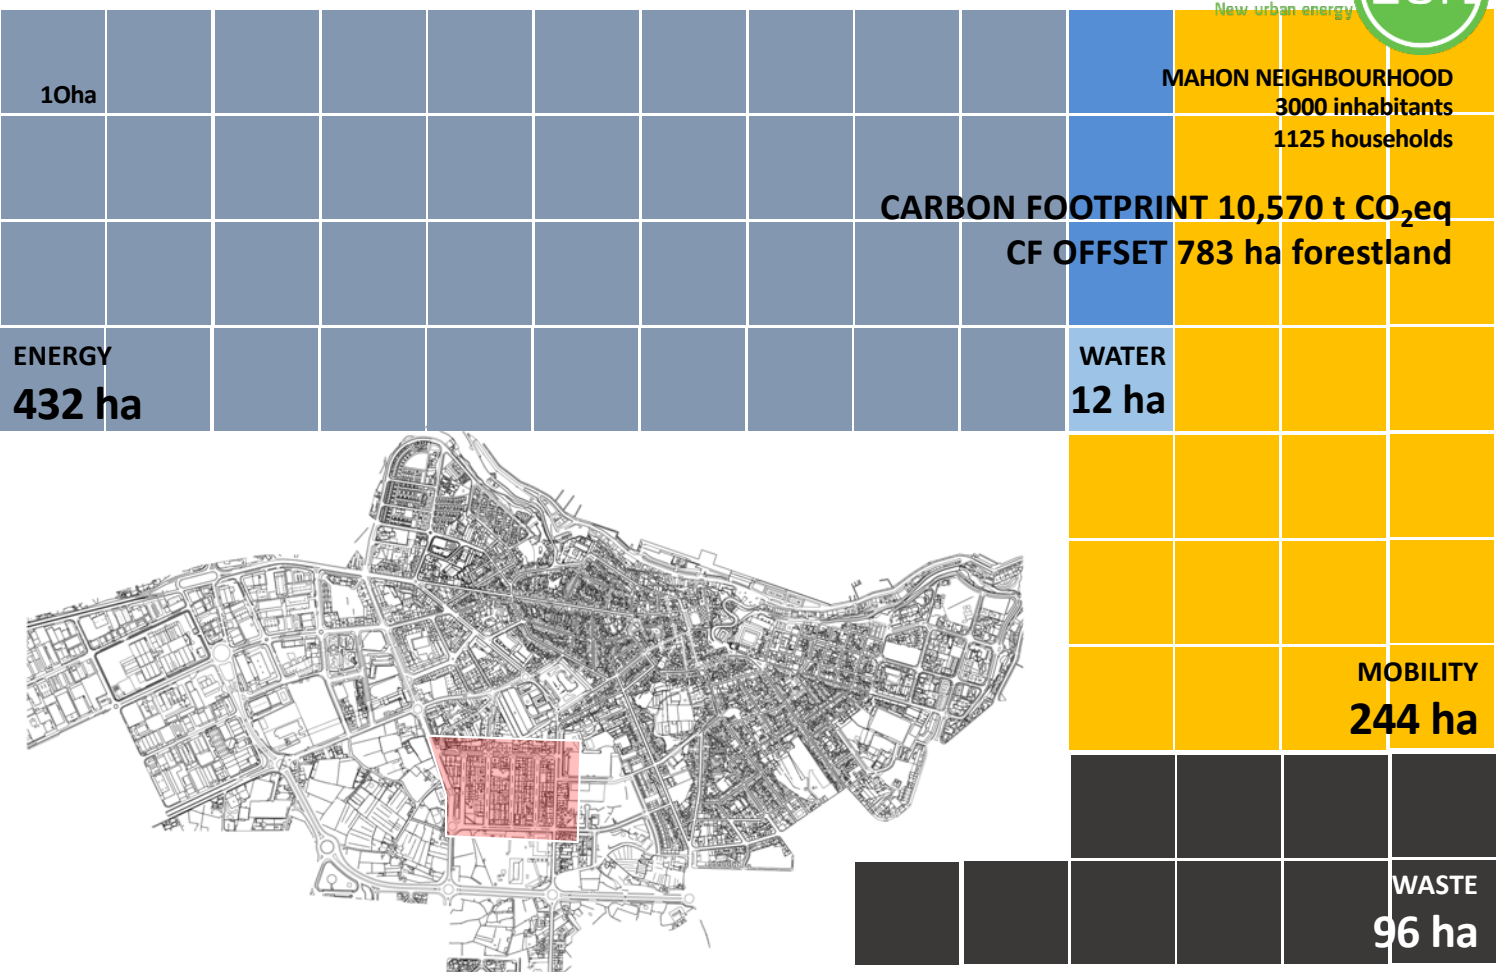 New urban energy
1Oha
MAHON NEIGHBOURHOOD
3000 inhabitants
1125 households
CARBON FOOTPRINT 10,570 t CO₂eq
CF OFFSET 783 ha forestland
ENERGY
432 ha
WATER
12 ha
MOBILITY
244 ha
WASTE
96 ha